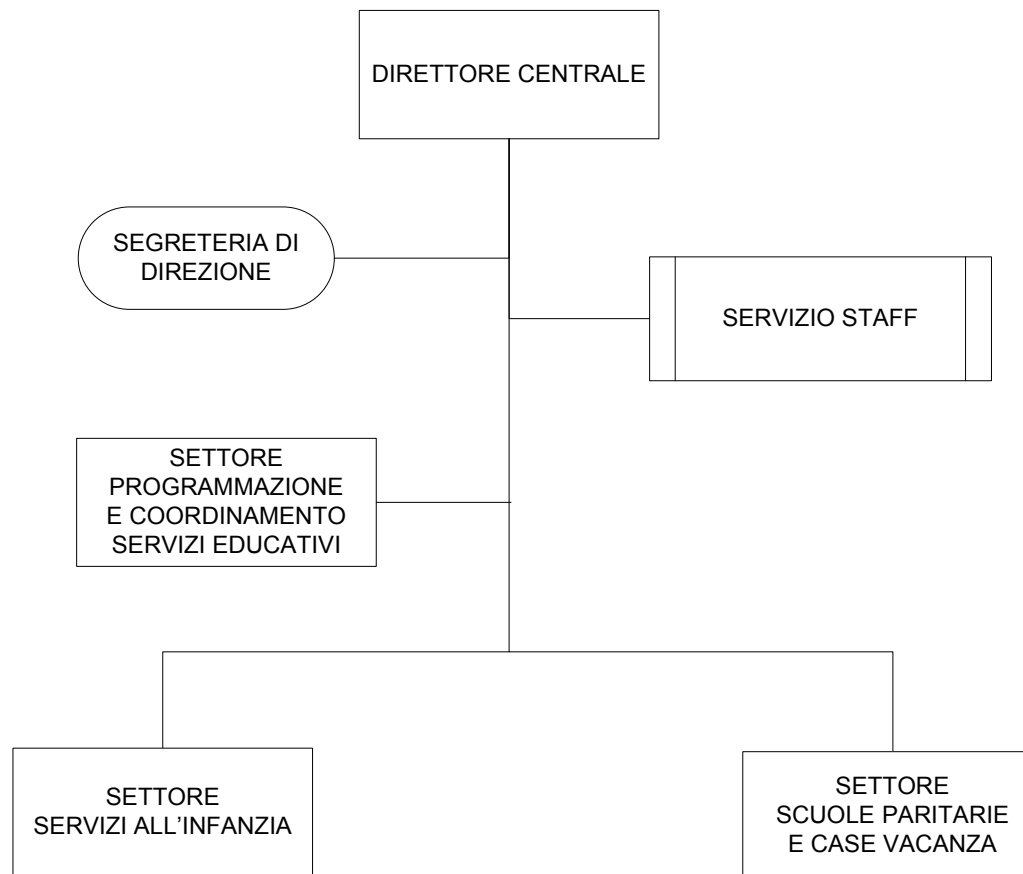 DIRETTORE CENTRALE
SEGRETERIA DI
DIREZIONE
SERVIZIO STAFF
SETTORE
PROGRAMMAZIONE
E COORDINAMENTO
SERVIZI EDUCATIVI
SETTORE
SERVIZI ALL'INFANZIA
SETTORE
SCUOLE PARITARIE
E CASE VACANZA